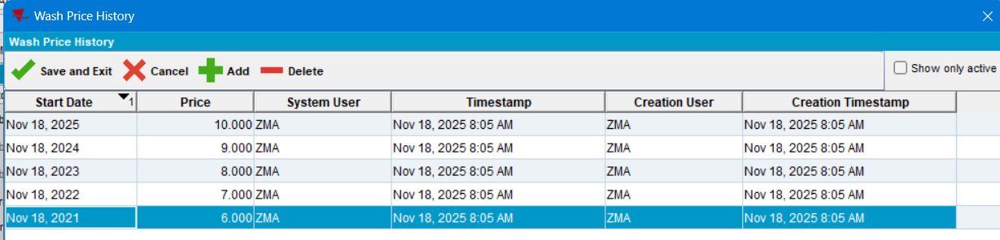 Wash Price History
Wash Price History
Save and Exit Cancel Add Delete Show only active
Start Date 1 Price System User Timestamp Creation User Creation Timestamp
Nov 18, 2025 10.000 ZMA Nov 18, 2025 8:05 AM ZMA Nov 18, 2025 8:05 AM
Nov 18, 2024 9.000 ZMA Nov 18, 2025 8:05 AM ZMA Nov 18, 2025 8:05 AM
Nov 18, 2023 8.000 ZMA Nov 18, 2025 8:05 AM ZMA Nov 18, 2025 8:05 AM
Nov 18, 2022 7.000 ZMA Nov 18, 2025 8:05 AM ZMA Nov 18, 2025 8:05 AM
Nov 18, 2021 6.000 ZMA Nov 18, 2025 8:05 AM ZMA Nov 18, 2025 8:05 AM